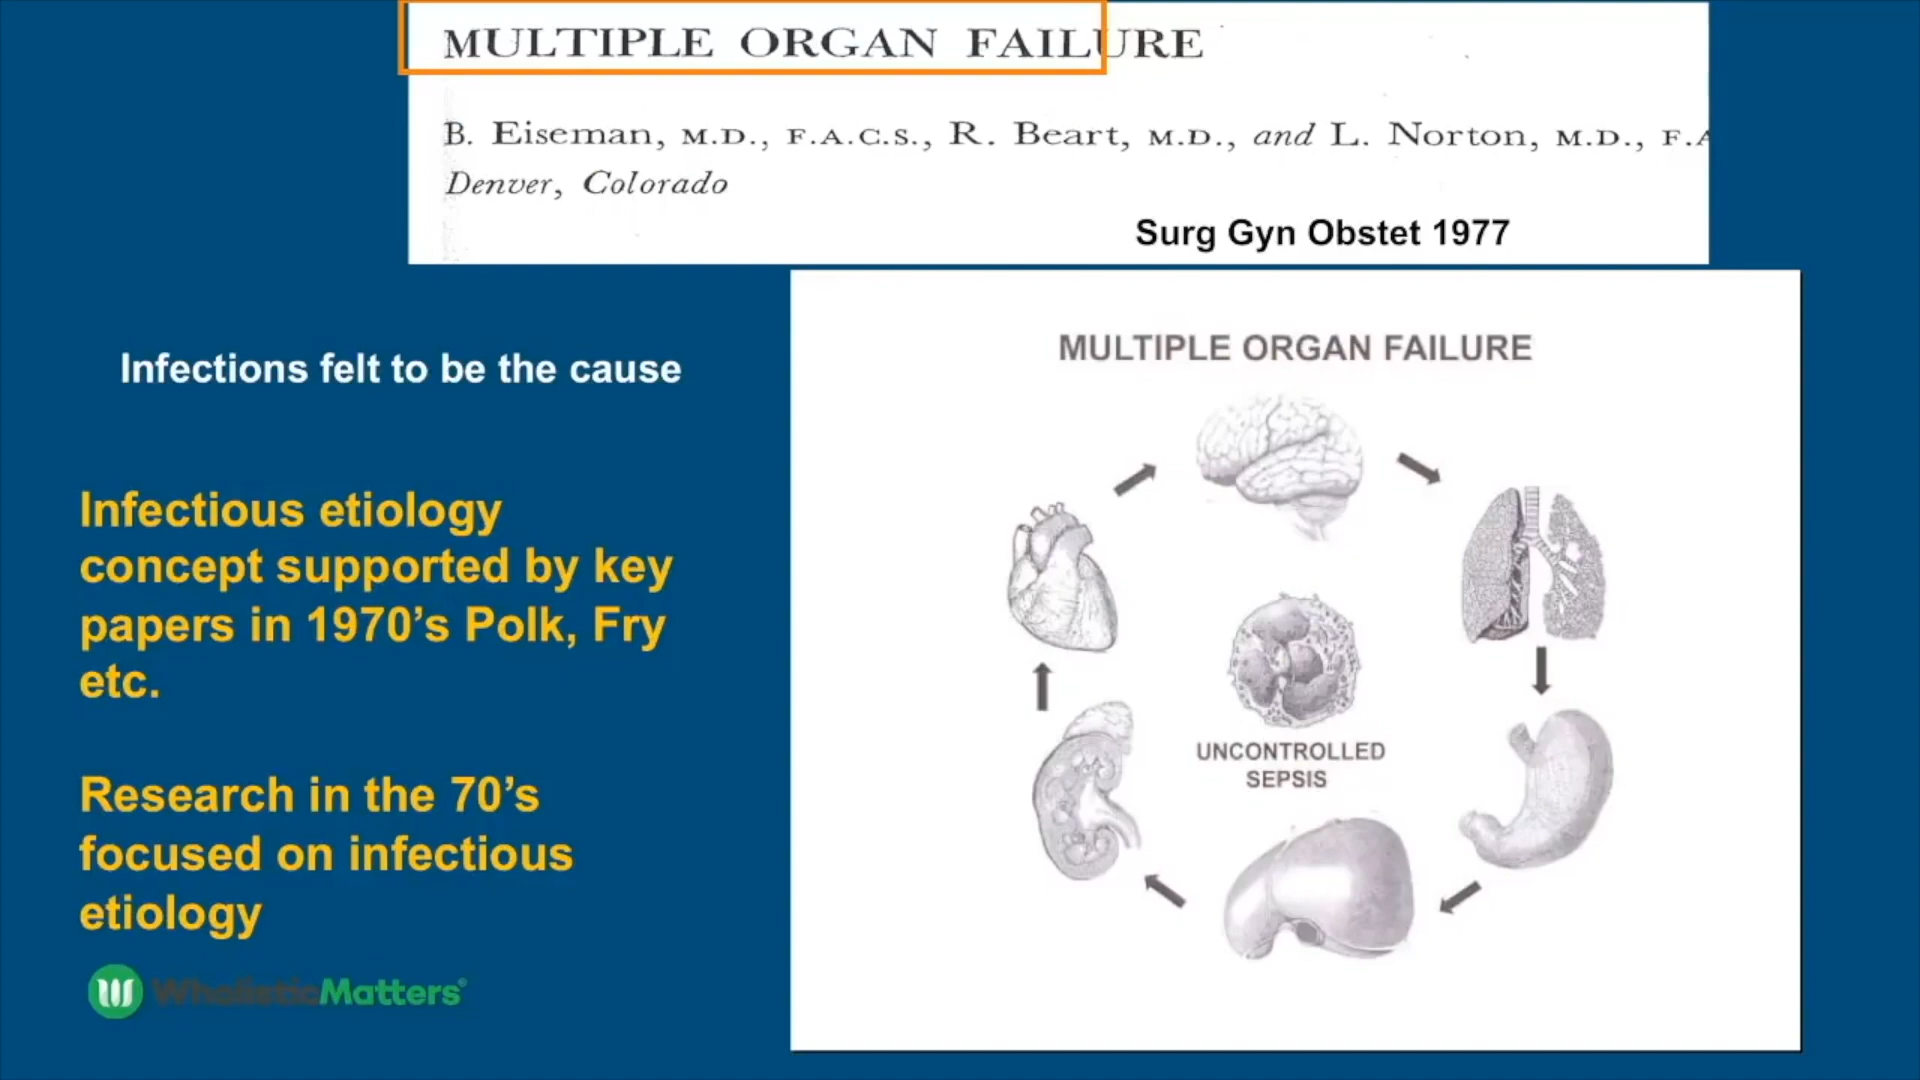 MULTIPLE ORGAN FAILURE
B. Eiseman, M.D., F.A.C.S., R. Beart, M.D., and L. Norton, M.D., F.A
Denver, Colorado
Surg Gyn Obstet 1977
Infections felt to be the cause
Infectious etiology
concept supported by key
papers in 1970’s Polk, Fry
etc.
Research in the 70’s
focused on infectious
etiology
WholisticMatters®
MULTIPLE ORGAN FAILURE
UNCONTROLLED
SEPSIS